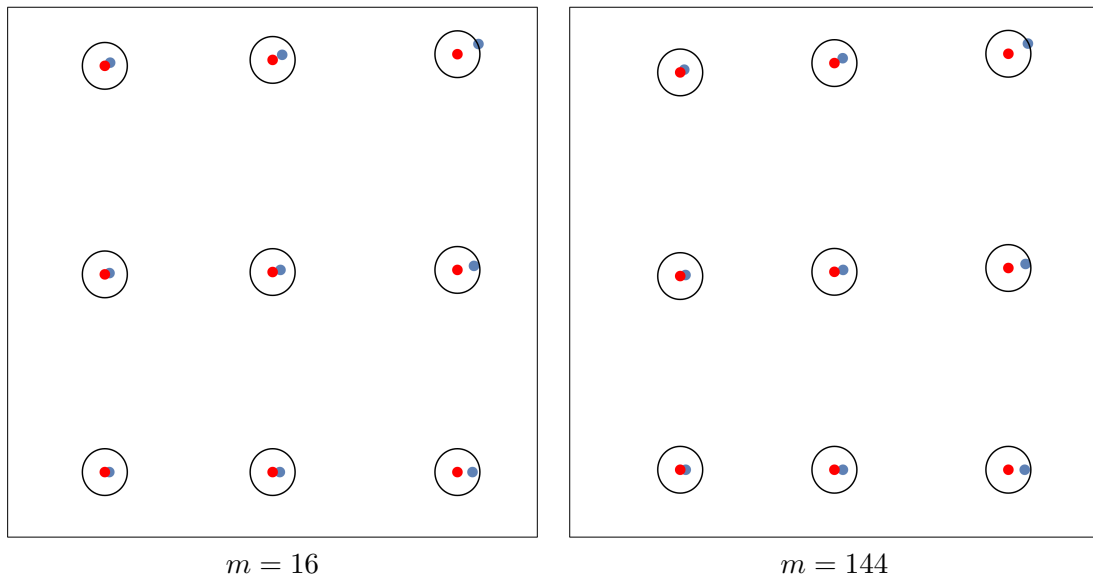 m = 16
m = 144